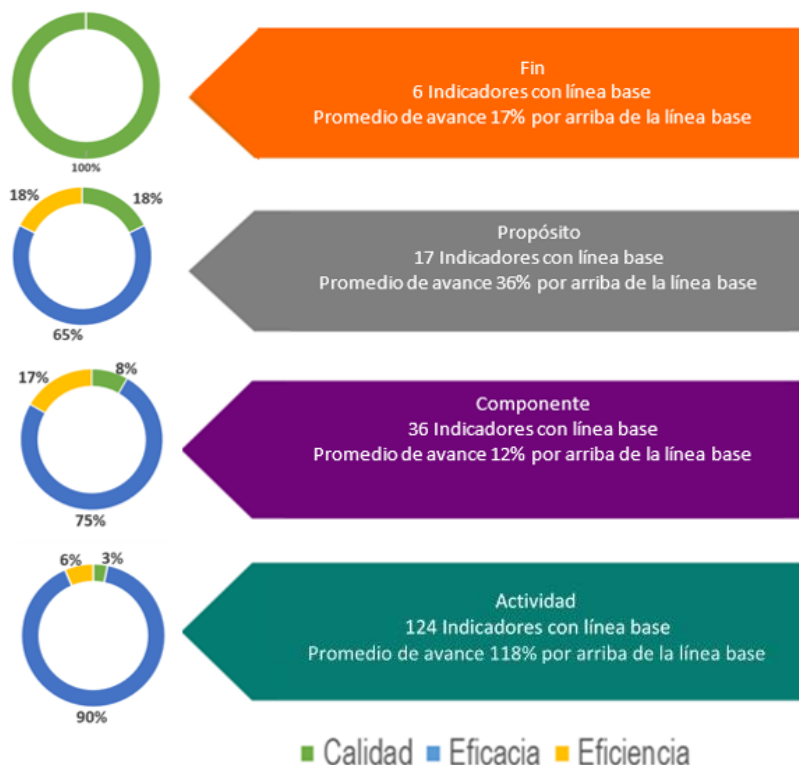 100%
Fin
6 Indicadores con línea base
Promedio de avance 17% por arriba de la línea base
18%
18%
65%
Propósito
17 Indicadores con línea base
Promedio de avance 36% por arriba de la línea base
17%
8%
75%
Componente
36 Indicadores con línea base
Promedio de avance 12% por arriba de la línea base
6%
3%
90%
Actividad
124 Indicadores con línea base
Promedio de avance 118% por arriba de la línea base
Calidad Eficacia Eficiencia